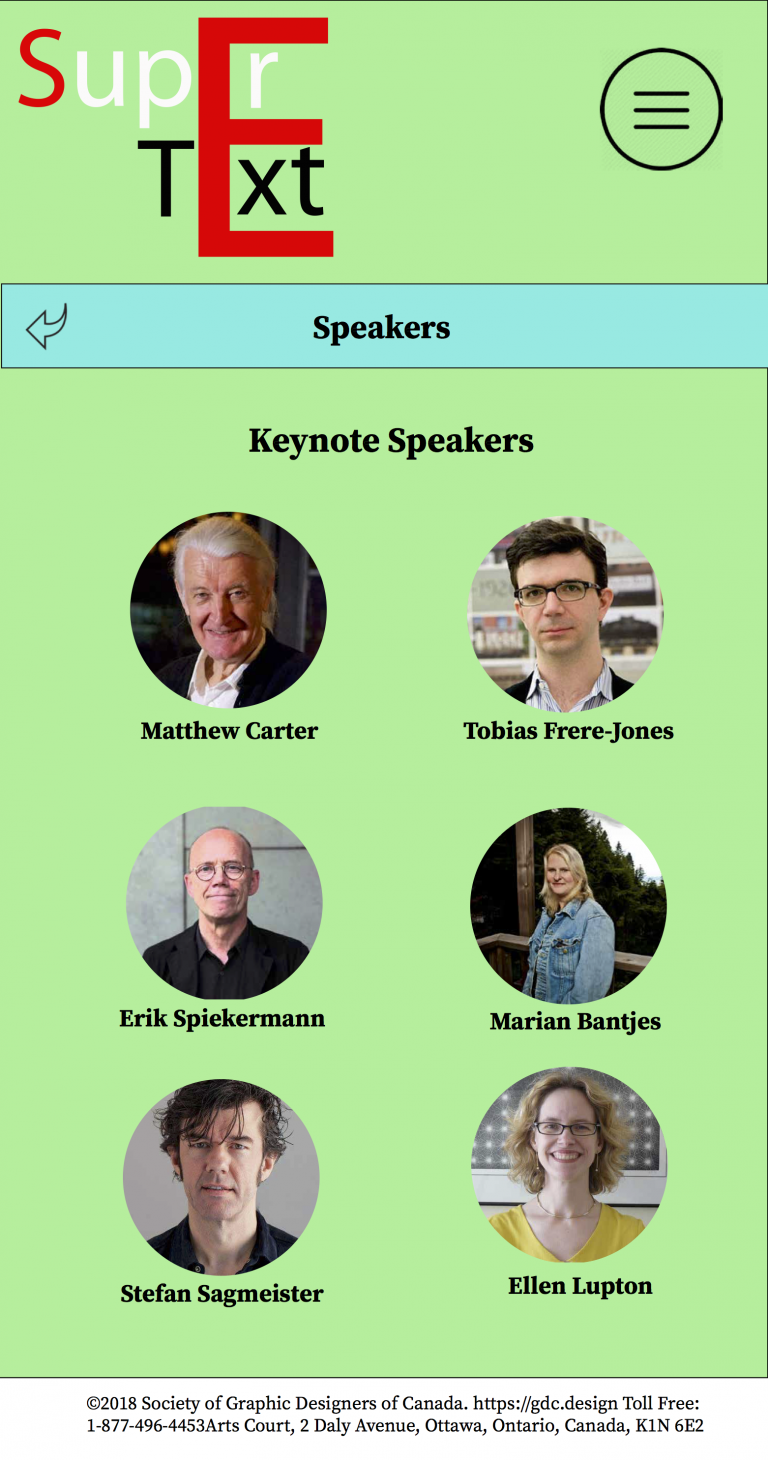 SupEr
TExt
Speakers
Keynote Speakers
Matthew Carter
Tobias Frere-Jones
Erik Spiekermann
Marian Bantjes
Stefan Sagmeister
Ellen Lupton
©2018 Society of Graphic Designers of Canada. https://gdc.design Toll Free:
1-877-496-4453Arts Court, 2 Daly Avenue, Ottawa, Ontario, Canada, K1N 6E2